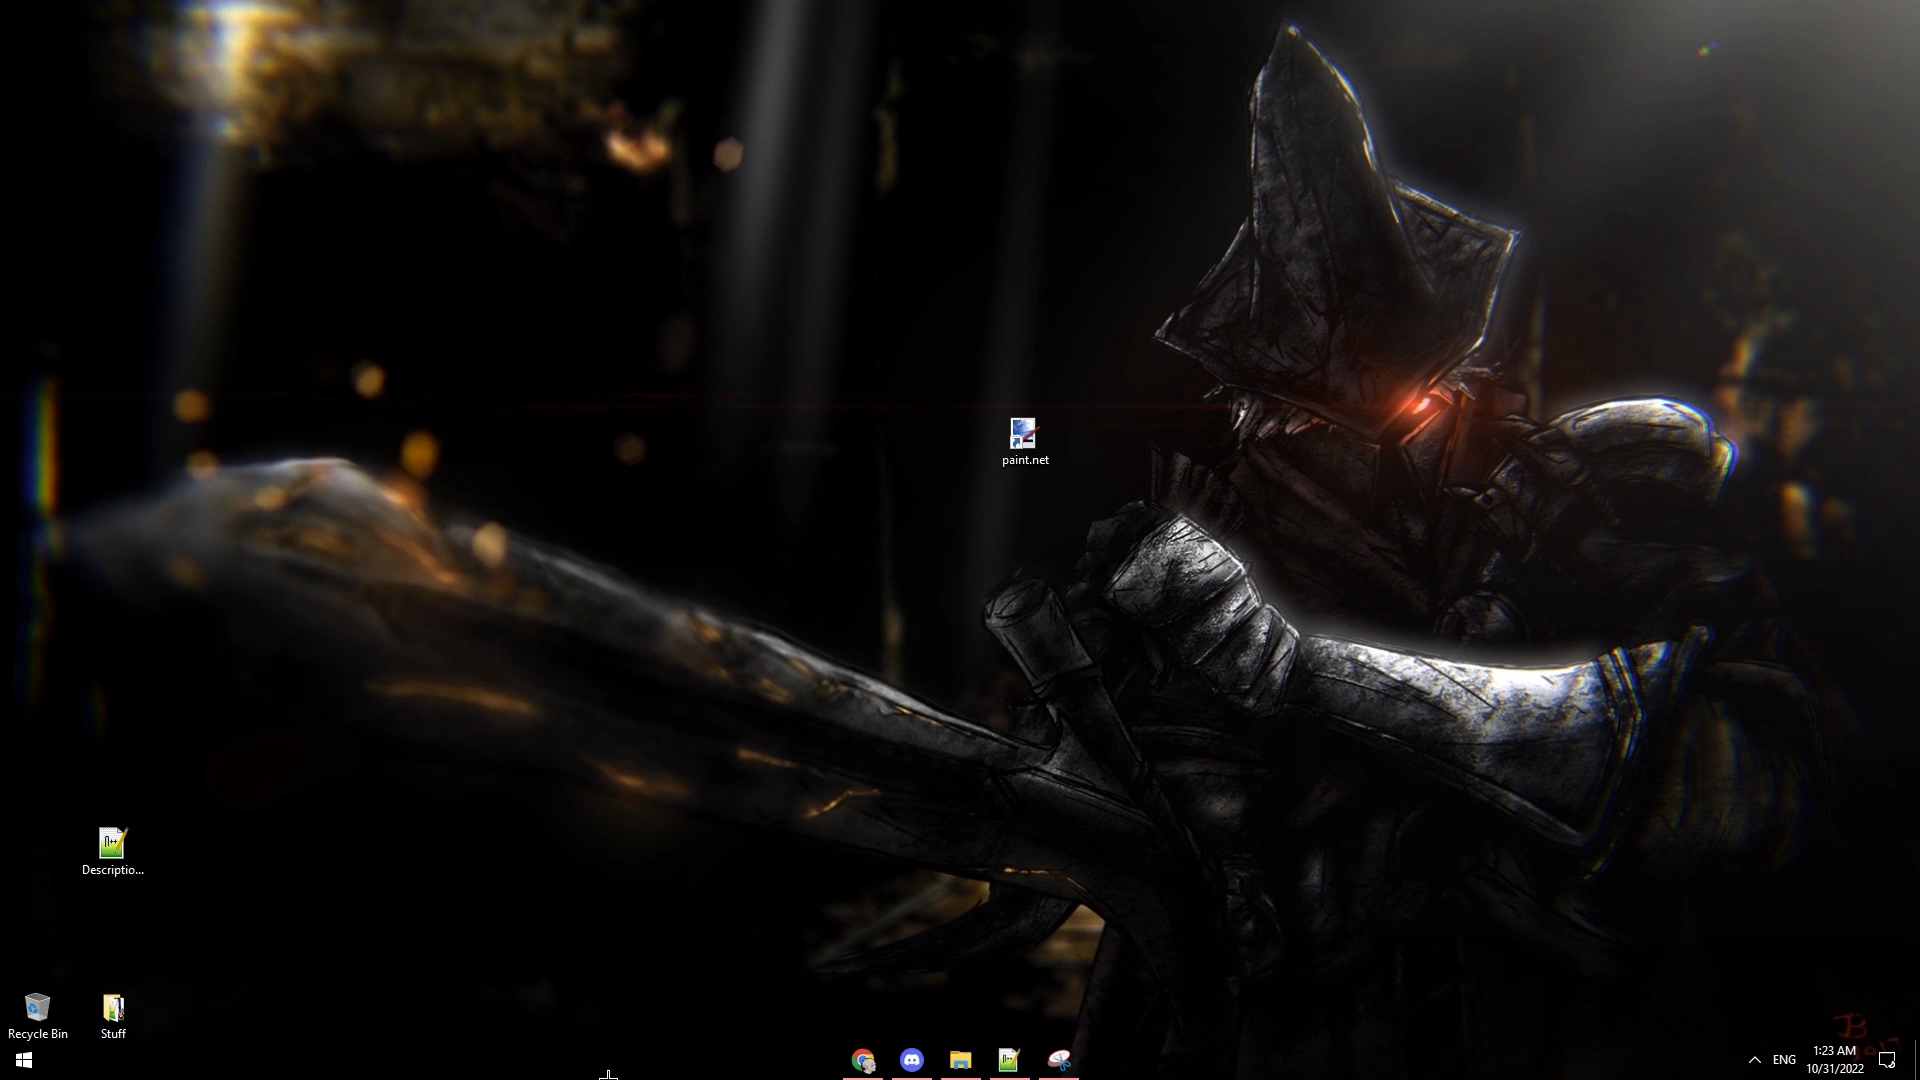 paint.net
Descriptio...
Recycle Bin
Stuff
ENG
1:23 AM
10/31/2022